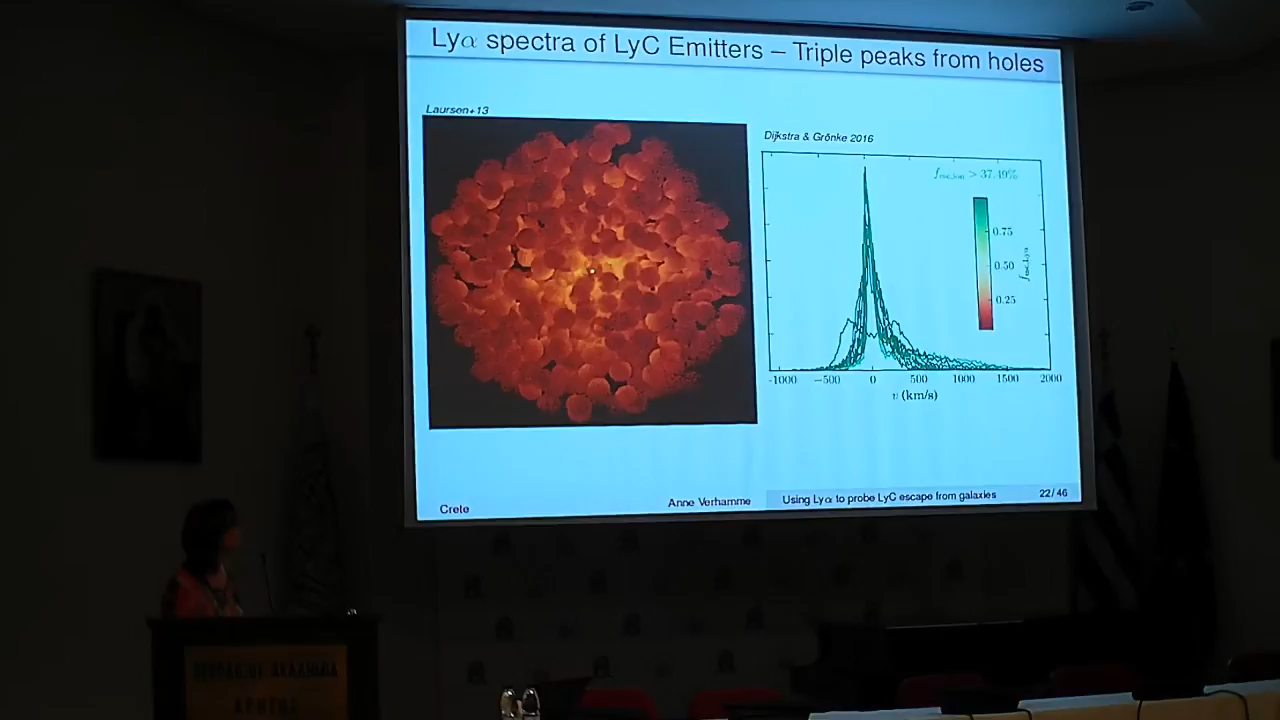 Lyα spectra of LyC Emitters – Triple peaks from holes
Laursen+13
Dijkstra & Grönke 2016
f_esc,ion > 37.49%
0.75
0.50
0.25
f_esc,Lyα
-1000 −500 0 500 1000 1500 2000
v (km/s)
Crete
Anne Verhamme
Using Lyα to probe LyC escape from galaxies
22/46
ΚΡΗΤΗΣ